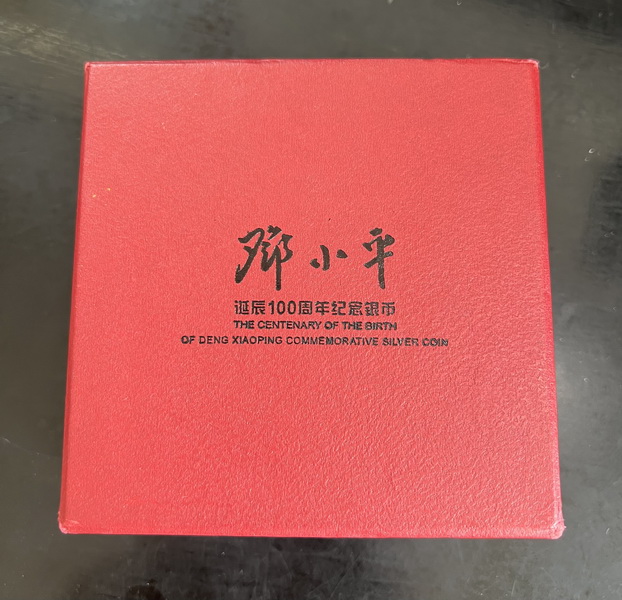 鄧小平
诞辰100周年纪念银币
THE CENTENARY OF THE BIRTH
OF DENG XIAOPING COMMEMORATIVE SILVER COIN